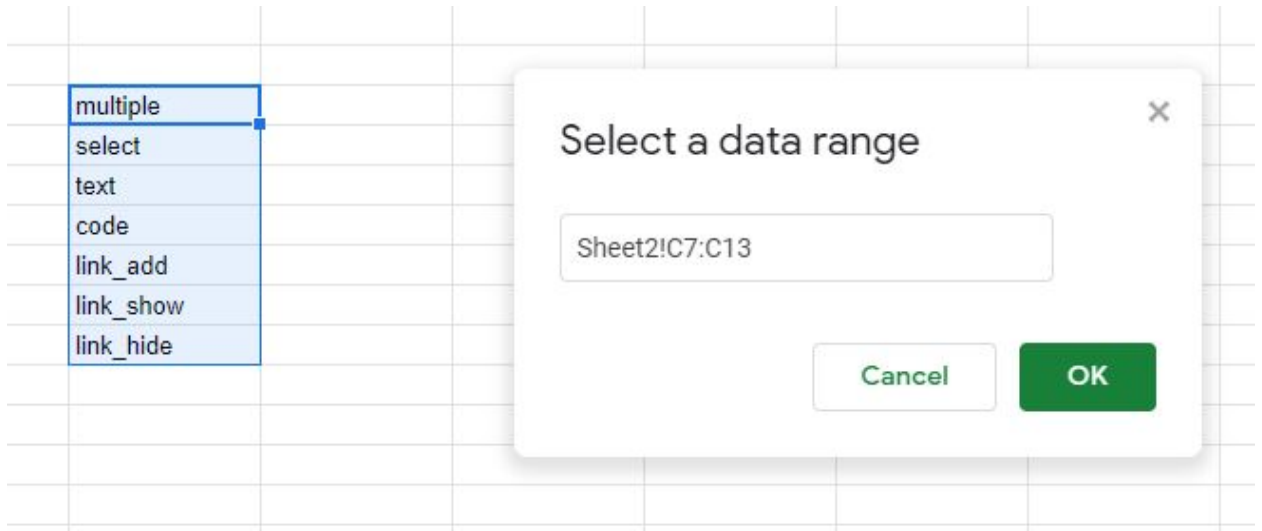 multiple
select
text
code
link_add
link_show
link_hide
Select a data range
Sheet2!C7:C13
Cancel
OK